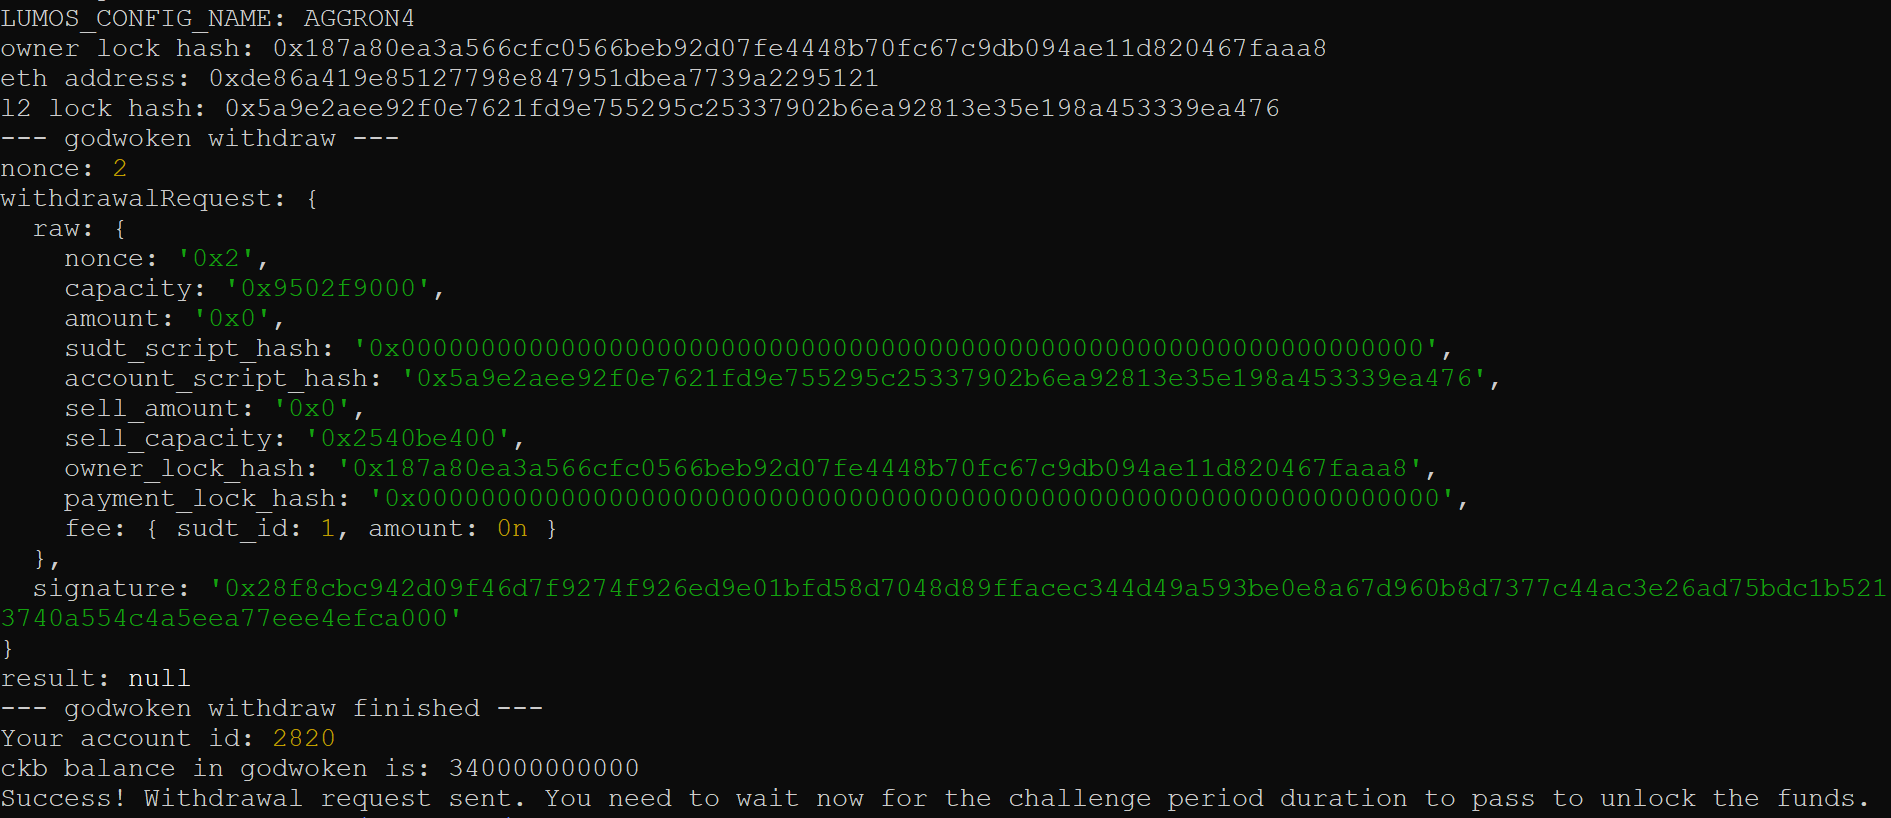 LUMOS_CONFIG_NAME: AGGRON4
owner lock hash: 0x187a80ea3a566cfc0566beb92d07fe4448b70fc67c9db094ae11d820467faaa8
eth address: 0xde86a419e85127798e847951dbea7739a2295121
l2 lock hash: 0x5a9e2aee92f0e7621fd9e755295c25337902b6ea92813e35e198a453339ea476
--- godwoken withdraw ---
nonce: 2
withdrawalRequest: {
  raw: {
    nonce: '0x2',
    capacity: '0x9502f9000',
    amount: '0x0',
    sudt_script_hash: '0x0000000000000000000000000000000000000000000000000000000000000000',
    account_script_hash: '0x5a9e2aee92f0e7621fd9e755295c25337902b6ea92813e35e198a453339ea476',
    sell_amount: '0x0',
    sell_capacity: '0x2540be400',
    owner_lock_hash: '0x187a80ea3a566cfc0566beb92d07fe4448b70fc67c9db094ae11d820467faaa8',
    payment_lock_hash: '0x0000000000000000000000000000000000000000000000000000000000000000',
    fee: { sudt_id: 1, amount: 0n }
  },
  signature: '0x28f8cbc942d09f46d7f9274f926ed9e01bfd58d7048d89ffacec344d49a593be0e8a67d960b8d7377c44ac3e26ad75bdc1b521
3740a554c4a5eea77eee4efca000'
}
result: null
--- godwoken withdraw finished ---
Your account id: 2820
ckb balance in godwoken is: 340000000000
Success! Withdrawal request sent. You need to wait now for the challenge period duration to pass to unlock the funds.